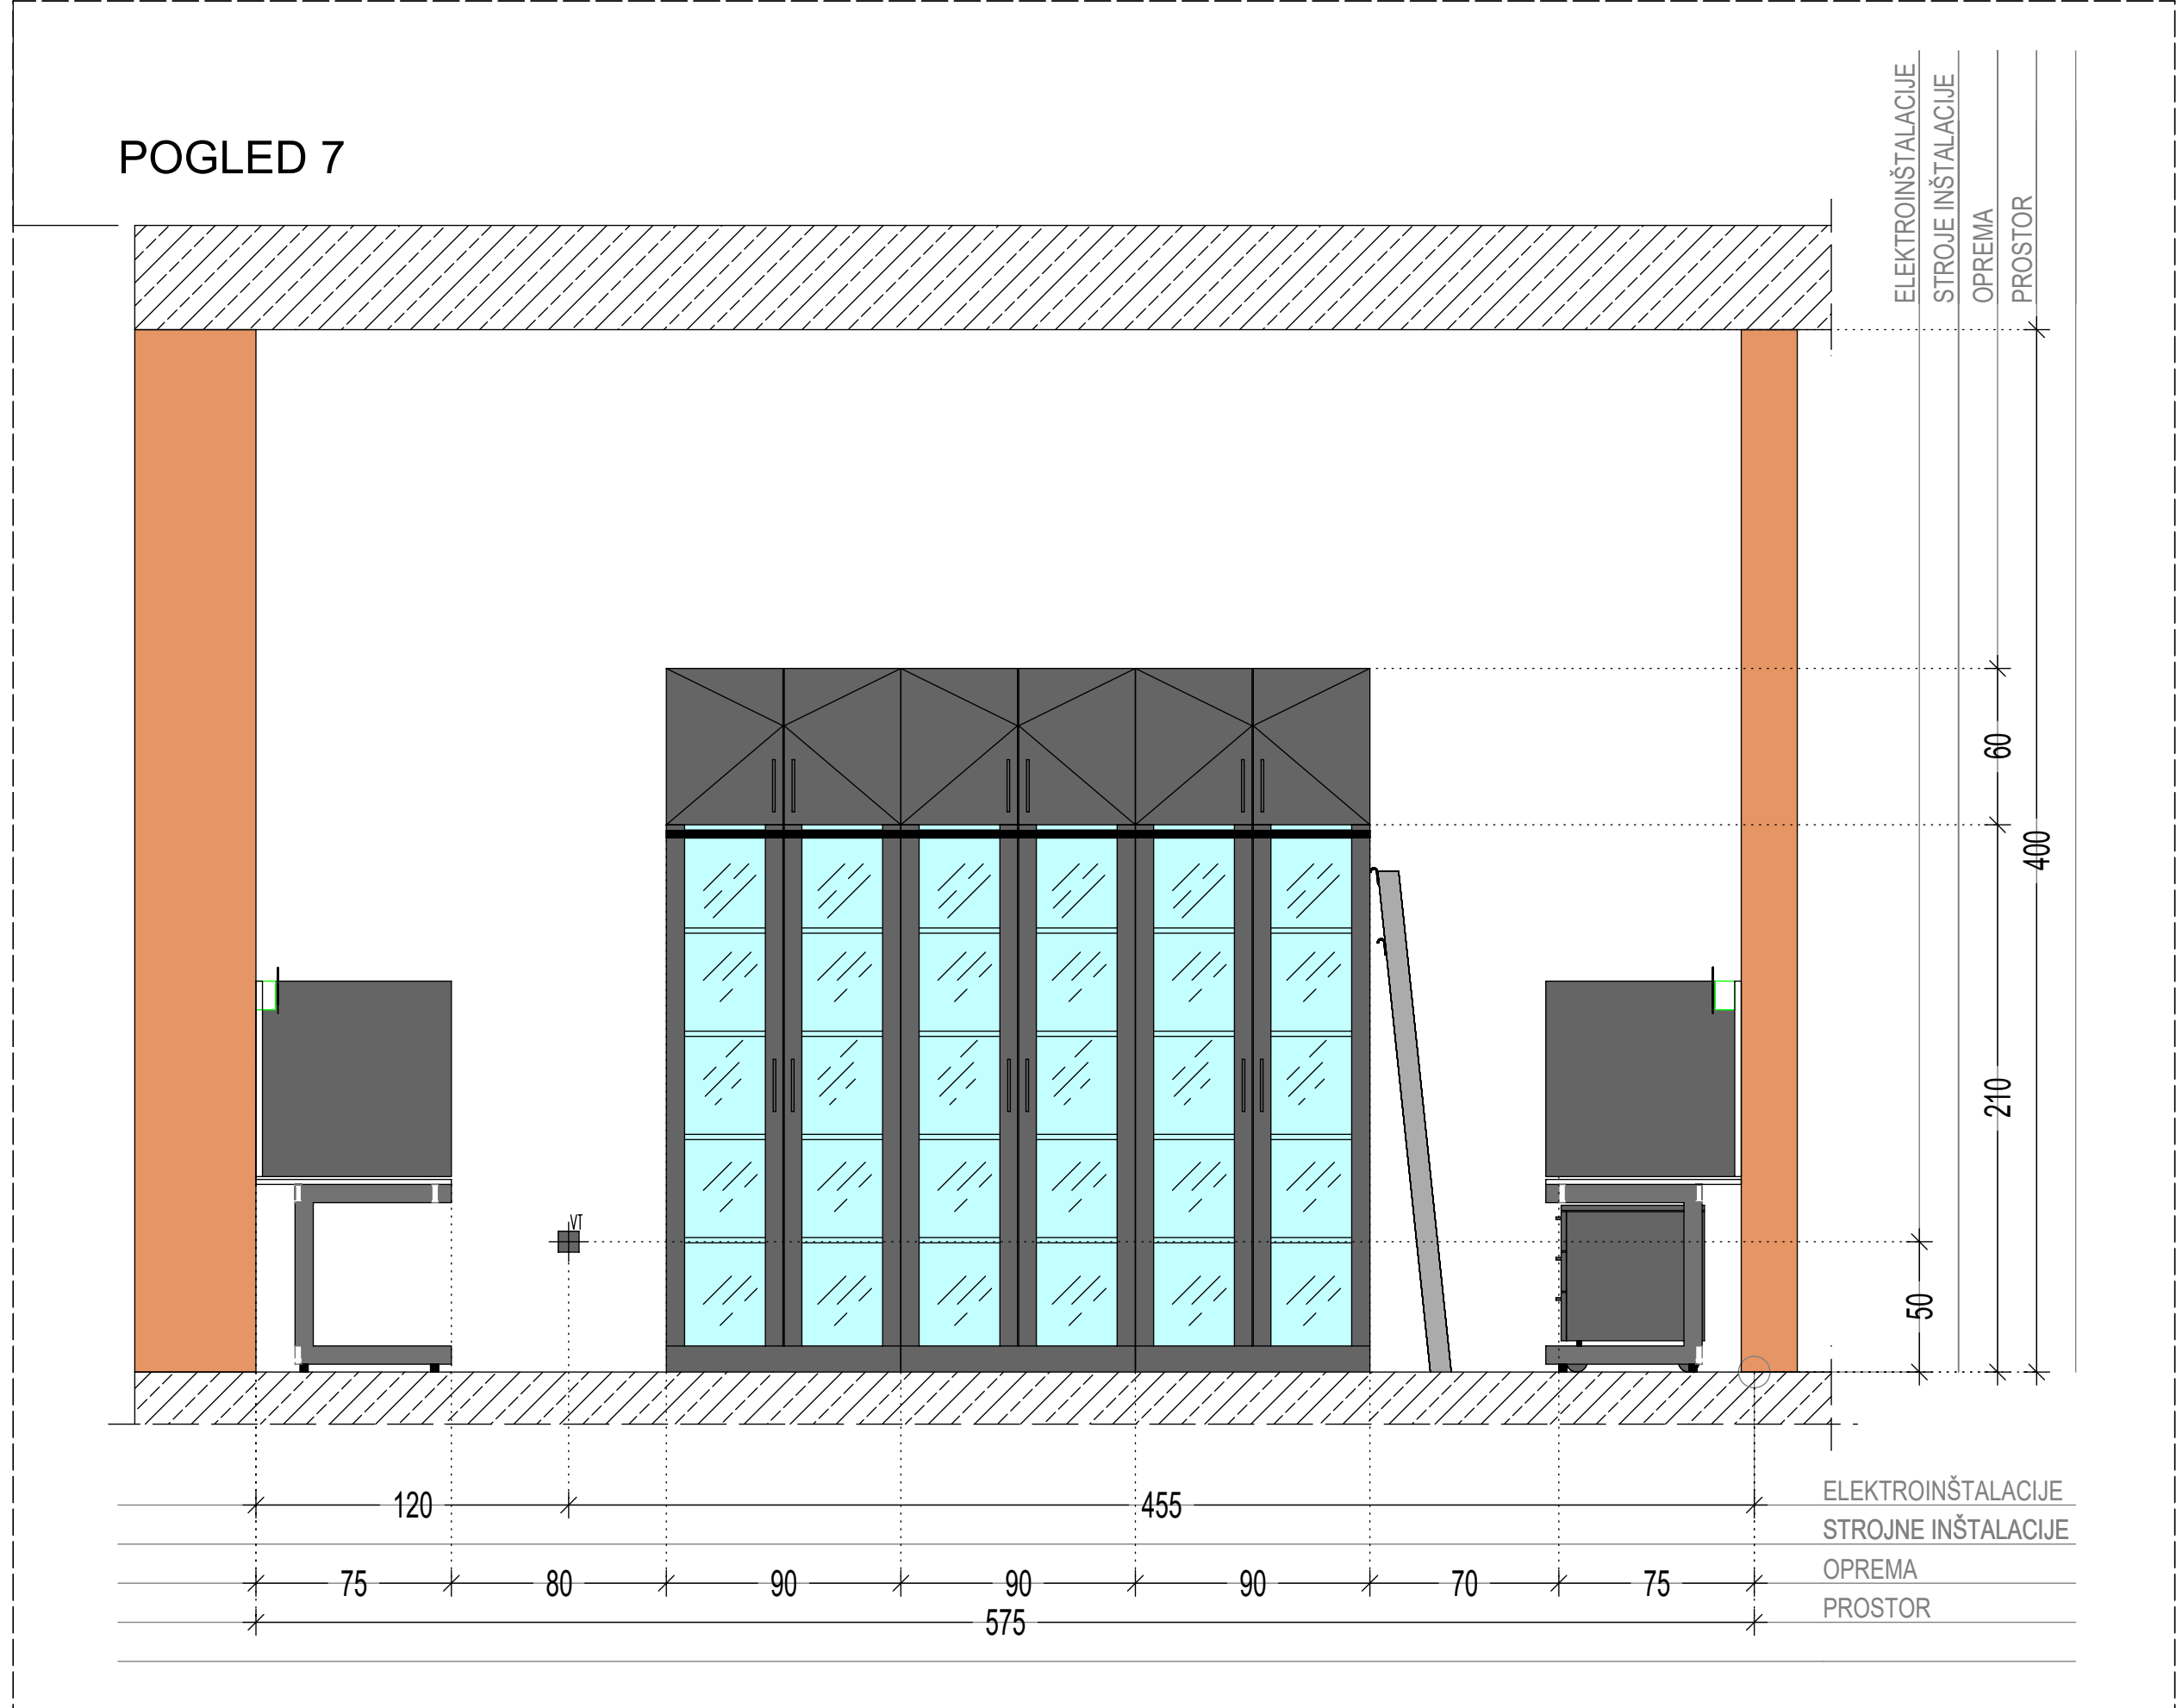 POGLED 7
ELEKTROINŠTALACIJE
STROJE INŠTALACIJE
OPREMA
PROSTOR
60
400
210
VT
50
120 455
ELEKTROINŠTALACIJE
STROJNE INŠTALACIJE
75 80 90 90 90 70 75
OPREMA
575
PROSTOR